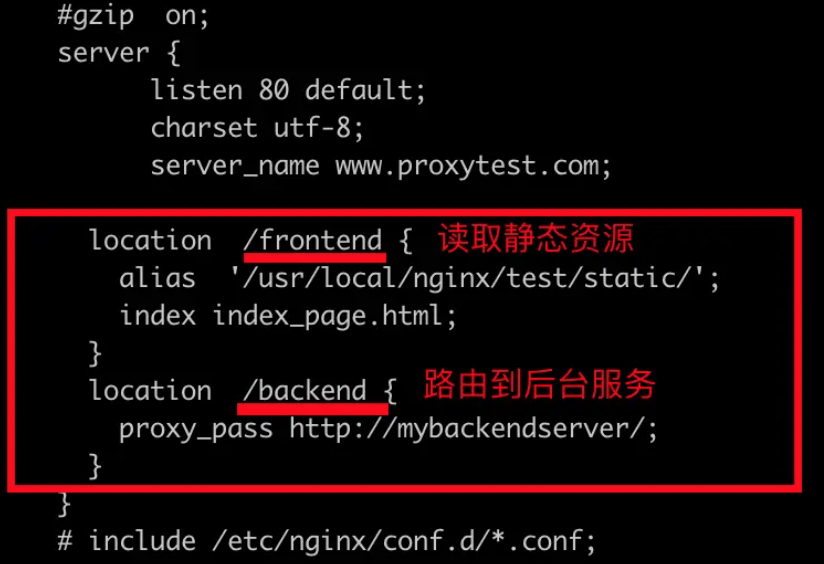 #gzip  on;
server {
listen 80 default;
charset utf-8;
server_name www.proxytest.com;
location  /frontend { 读取静态资源
alias  '/usr/local/nginx/test/static/';
index index_page.html;
}
location  /backend { 路由到后台服务
proxy_pass http://mybackendserver/;
}
}
# include /etc/nginx/conf.d/*.conf;